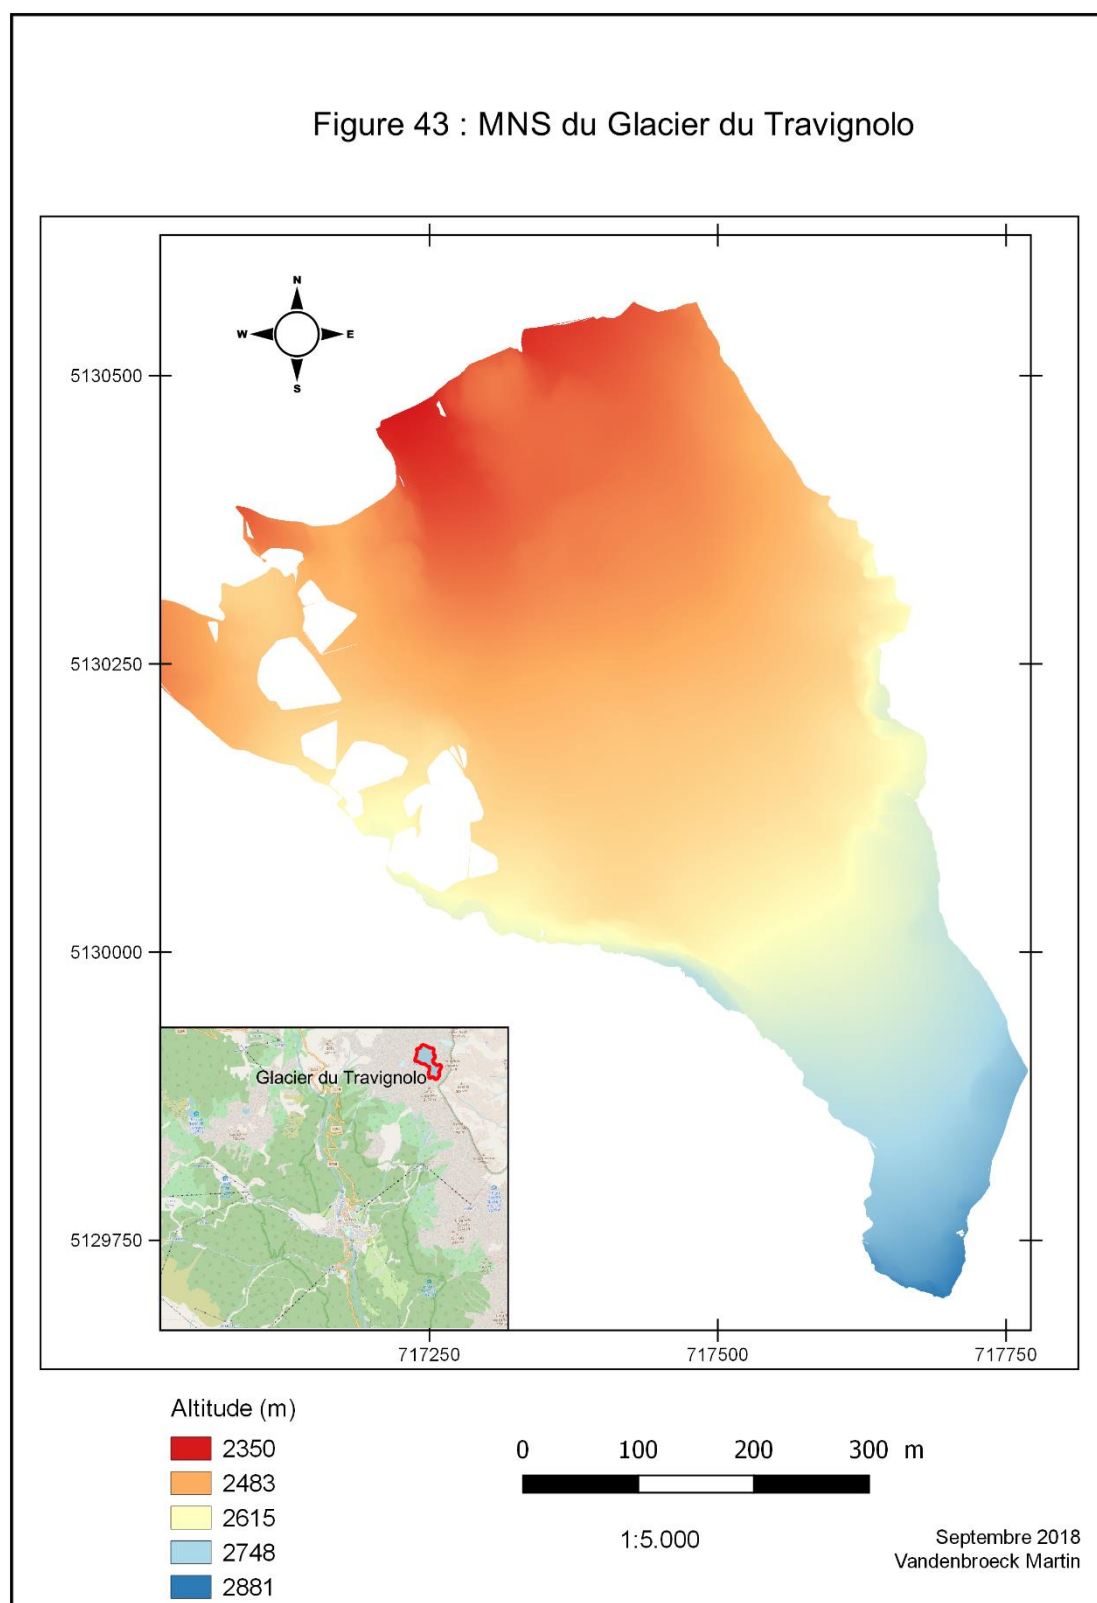 Figure 43 : MNS du Glacier du Travignolo
N
W E
S
5130500
5130250
5130000
5129750
Glacier du Travignolo
717250 717500 717750
Altitude (m)
2350
2483
2615
2748
2881
0 100 200 300 m
1:5.000
Septembre 2018
Vandenbroeck Martin